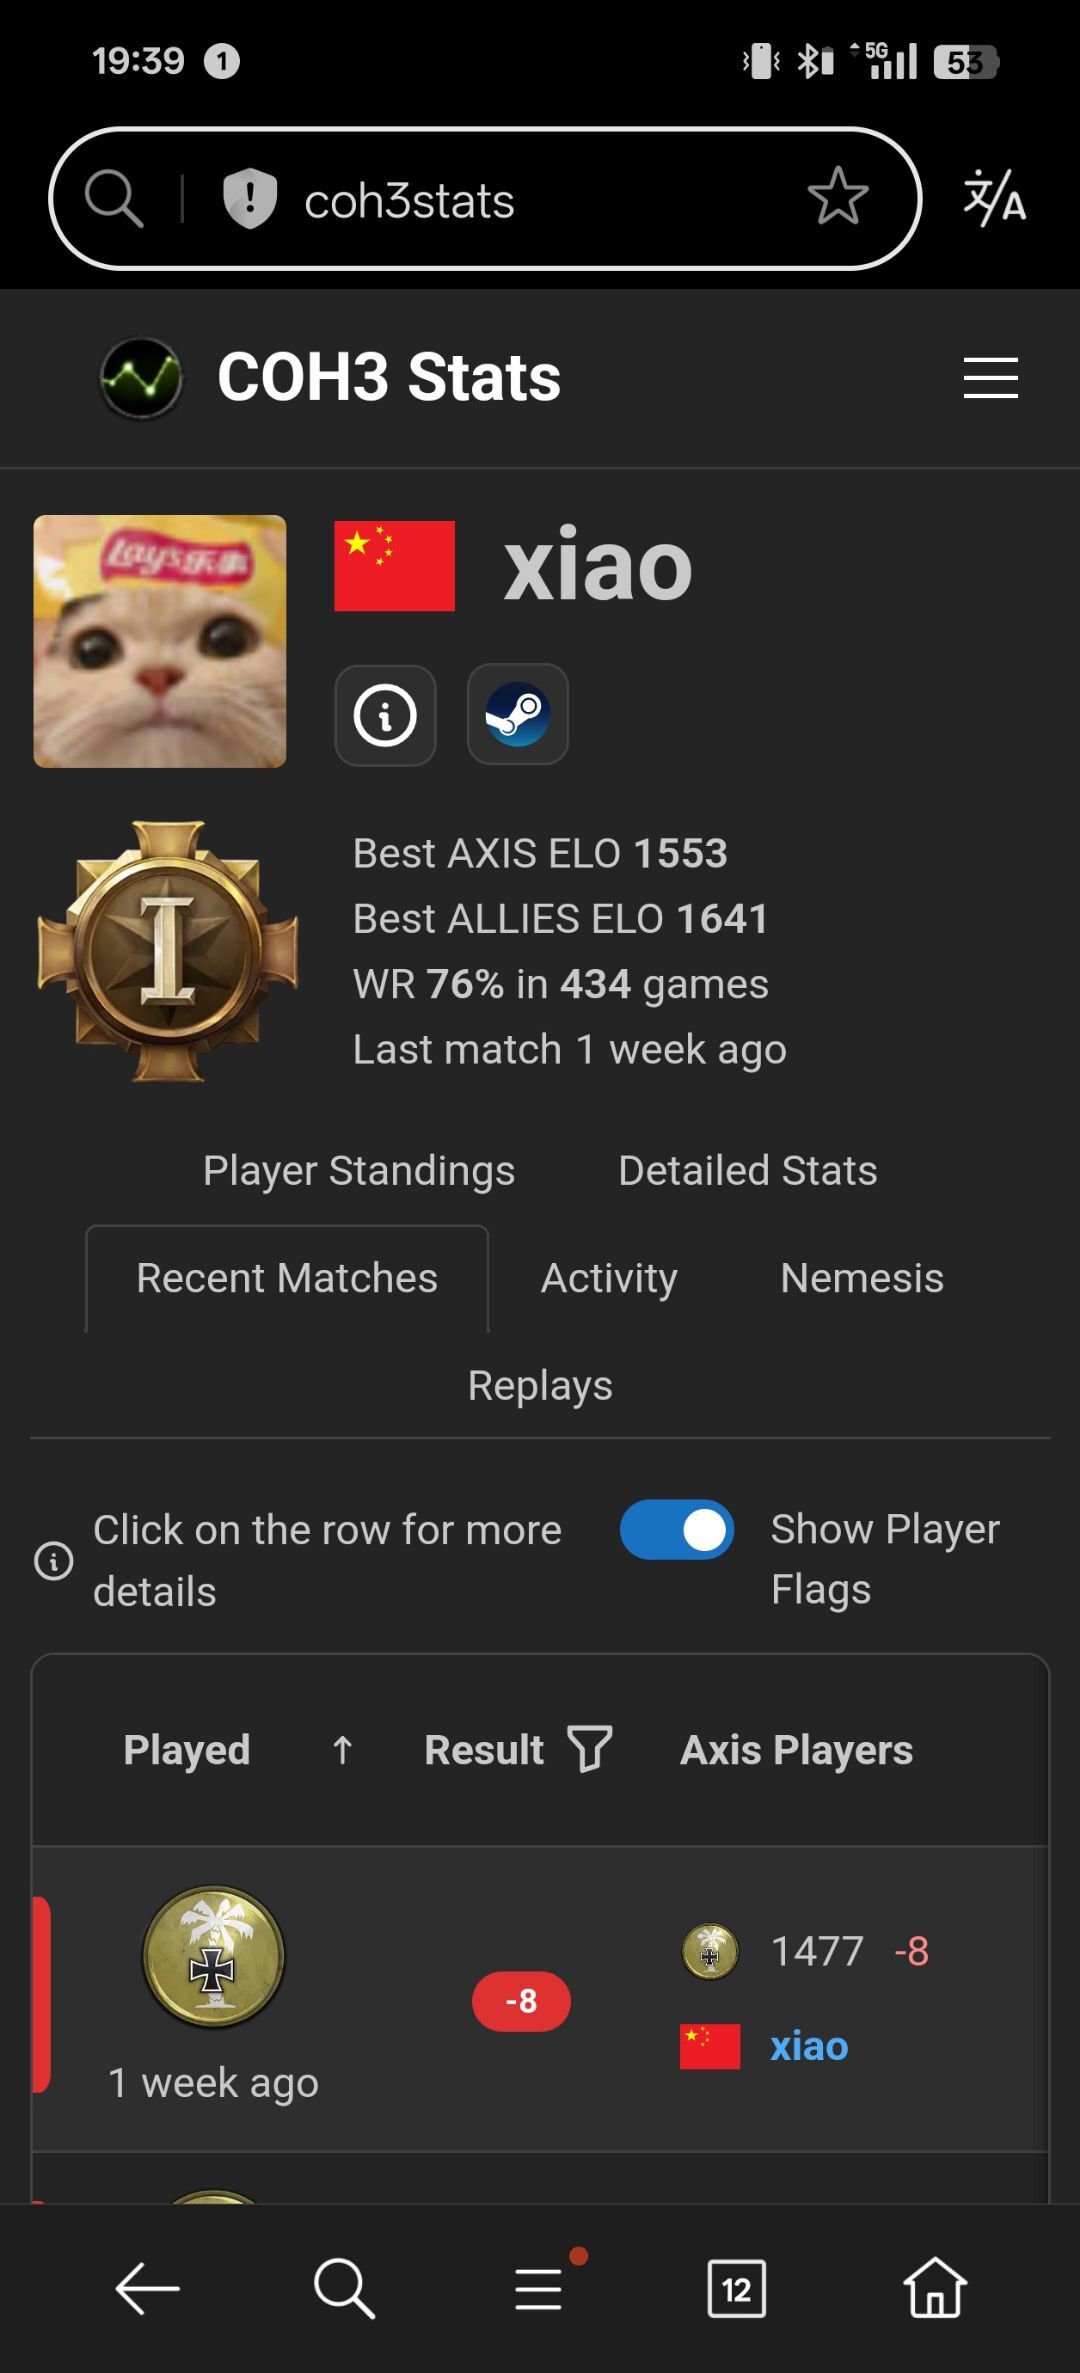 19:39 1 5G 53
coh3stats
COH3 Stats
Lay's乐事
xiao
I
Best AXIS ELO 1553
Best ALLIES ELO 1641
WR 76% in 434 games
Last match 1 week ago
Player Standings Detailed Stats
Recent Matches Activity Nemesis
Replays
Click on the row for more
details
Show Player
Flags
Played ↑ Result Axis Players
1477 -8
-8
xiao
1 week ago
12